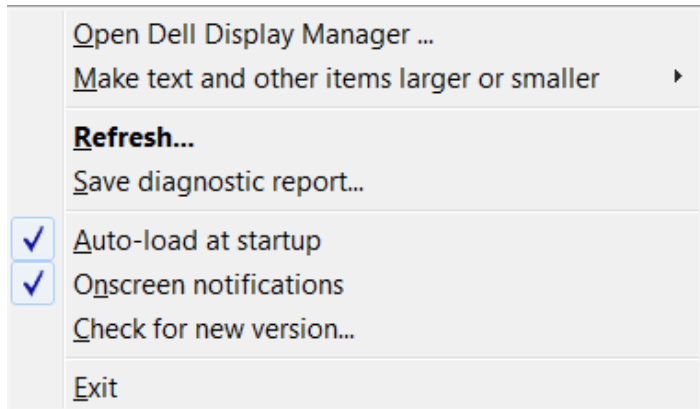 Open Dell Display Manager ...
Make text and other items larger or smaller
Refresh...
Save diagnostic report...
Auto-load at startup
Onscreen notifications
Check for new version...
Exit